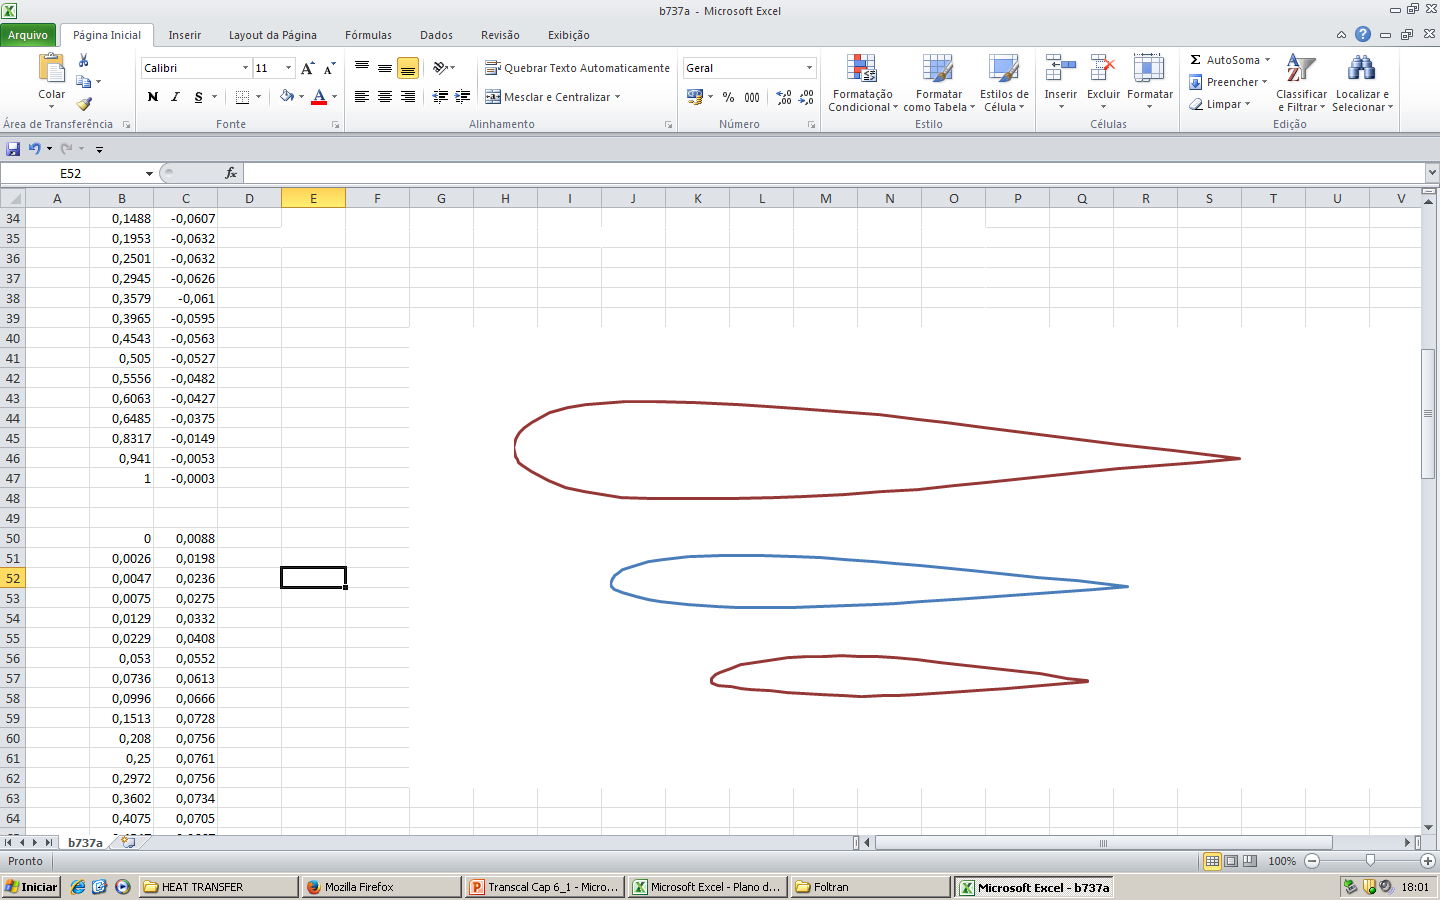 b737a - Microsoft Excel
Arquivo Página Inicial Inserir Layout da Página Fórmulas Dados Revisão Exibição
Colar
Calibri 11
N I S
A A
A
Quebrar Texto Automaticamente
Mesclar e Centralizar
Geral
% 000
Formatação Condicional
Formatar como Tabela
Estilos de Célula
Inserir Excluir Formatar
Σ AutoSoma
Preencher
Limpar
Classificar e Filtrar
Localizar e Selecionar
Área de Transferência Fonte Alinhamento Número Estilo Células Edição
E52 fx
A B C D E F G H I J K L M N O P Q R S T U V
34 0,1488 -0,0607
35 0,1953 -0,0632
36 0,2501 -0,0632
37 0,2945 -0,0626
38 0,3579 -0,061
39 0,3965 -0,0595
40 0,4543 -0,0563
41 0,505 -0,0527
42 0,5556 -0,0482
43 0,6063 -0,0427
44 0,6485 -0,0375
45 0,8317 -0,0149
46 0,941 -0,0053
47 1 -0,0003
48
49
50 0 0,0088
51 0,0026 0,0198
52 0,0047 0,0236
53 0,0075 0,0275
54 0,0129 0,0332
55 0,0229 0,0408
56 0,053 0,0552
57 0,0736 0,0613
58 0,0996 0,0666
59 0,1513 0,0728
60 0,208 0,0756
61 0,25 0,0761
62 0,2972 0,0756
63 0,3602 0,0734
64 0,4075 0,0705
b737a
Pronto 100%
Iniciar HEAT TRANSFER Mozilla Firefox Transcal Cap 6_1 - Micro... Microsoft Excel - Plano d... Foltran Microsoft Excel - b737a 18:01